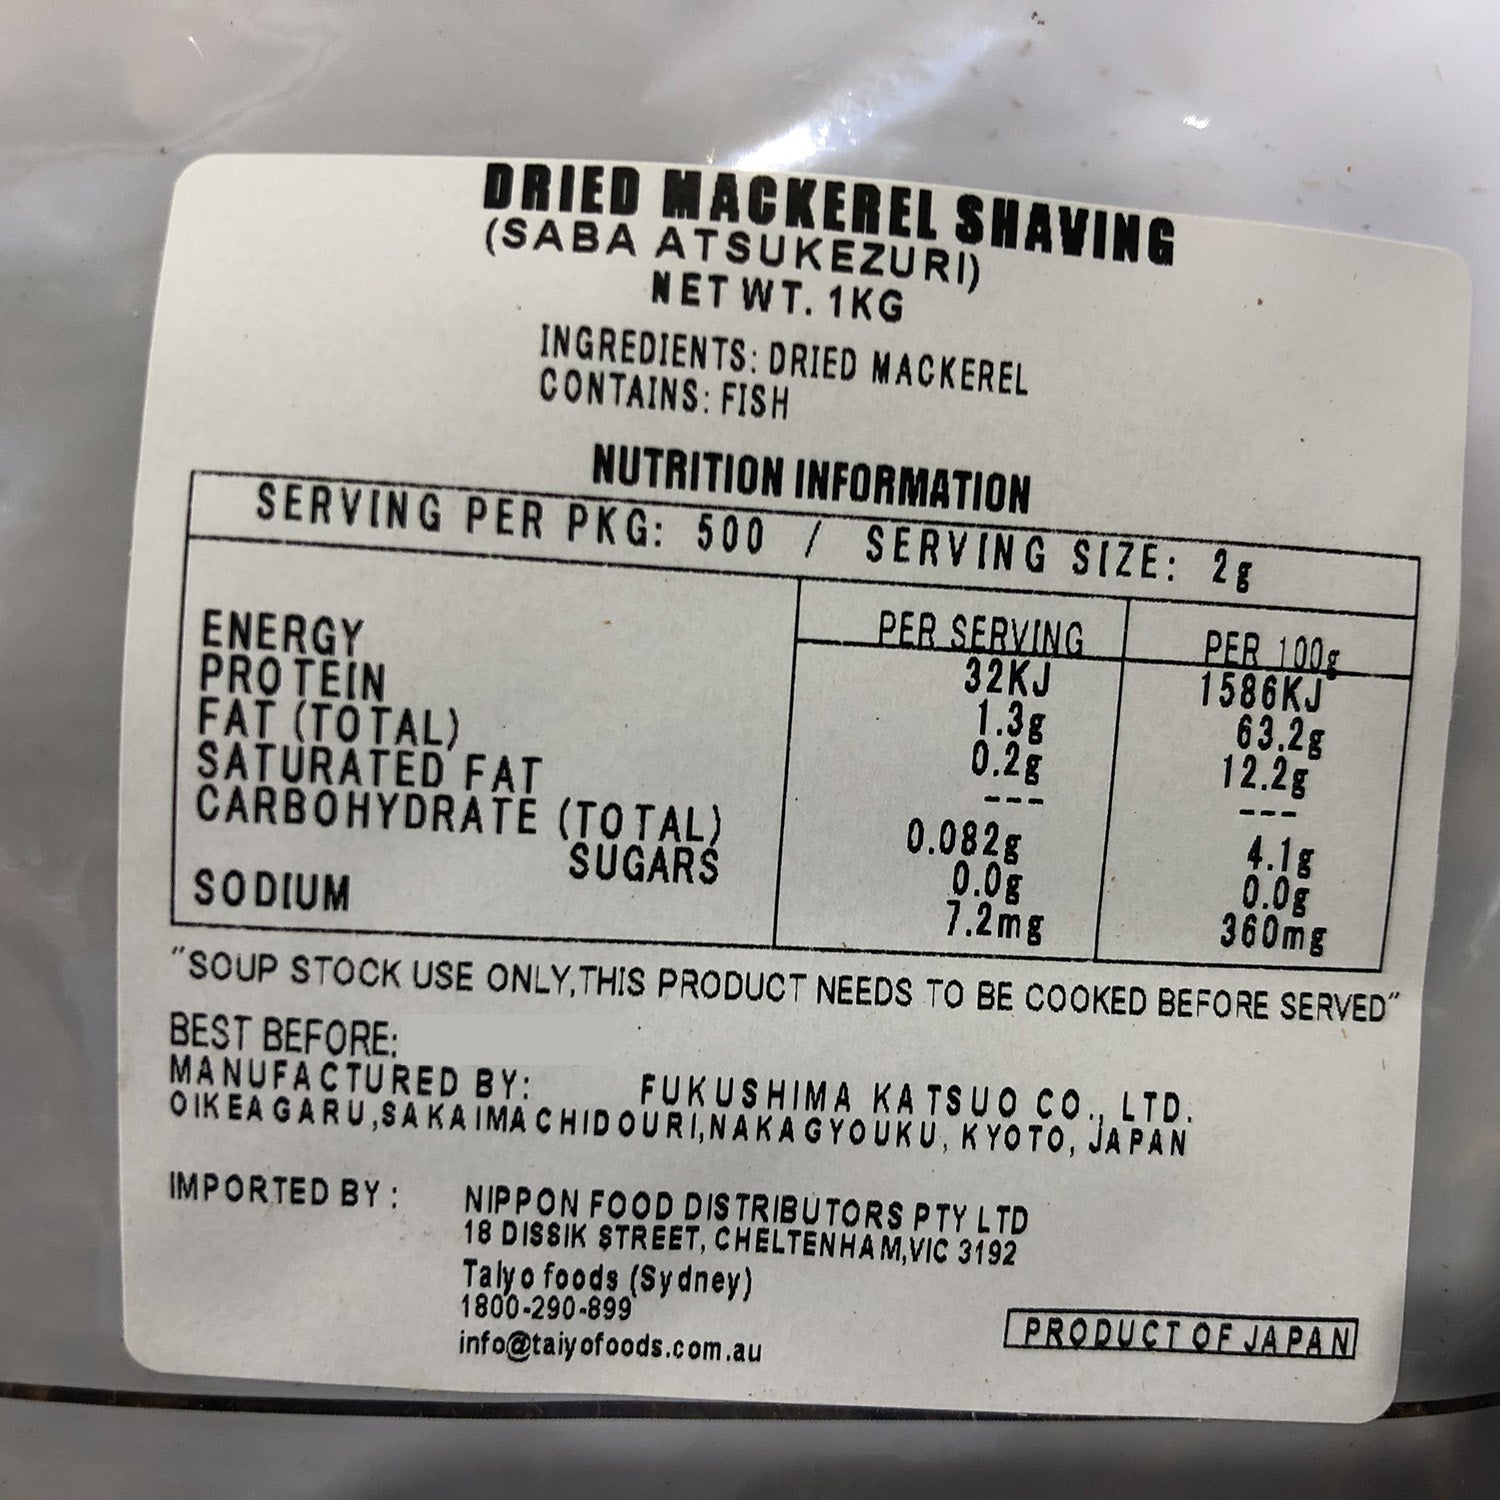 DRIED MACKEREL SHAVING
(SABA ATSUKEZURI)
NET WT. 1KG
INGREDIENTS: DRIED MACKEREL
CONTAINS: FISH
NUTRITION INFORMATION
SERVING PER PKG: 500 / SERVING SIZE: 2g
PER SERVING PER 100g
ENERGY 32KJ 1586KJ
PROTEIN 1.3g 63.2g
FAT (TOTAL) 0.2g 12.2g
SATURATED FAT --- ---
CARBOHYDRATE (TOTAL) 0.082g 4.1g
SUGARS 0.0g 0.0g
SODIUM 7.2mg 360mg
"SOUP STOCK USE ONLY,THIS PRODUCT NEEDS TO BE COOKED BEFORE SERVED"
BEST BEFORE:
MANUFACTURED BY: FUKUSHIMA KATSUO CO., LTD.
OIKEAGARU,SAKAIMACHIDOURI,NAKAGYOUKU, KYOTO, JAPAN
IMPORTED BY: NIPPON FOOD DISTRIBUTORS PTY LTD
18 DISSIK STREET, CHELTENHAM,VIC 3192
Taiyo foods (Sydney)
1800-290-899
info@taiyofoods.com.au
PRODUCT OF JAPAN